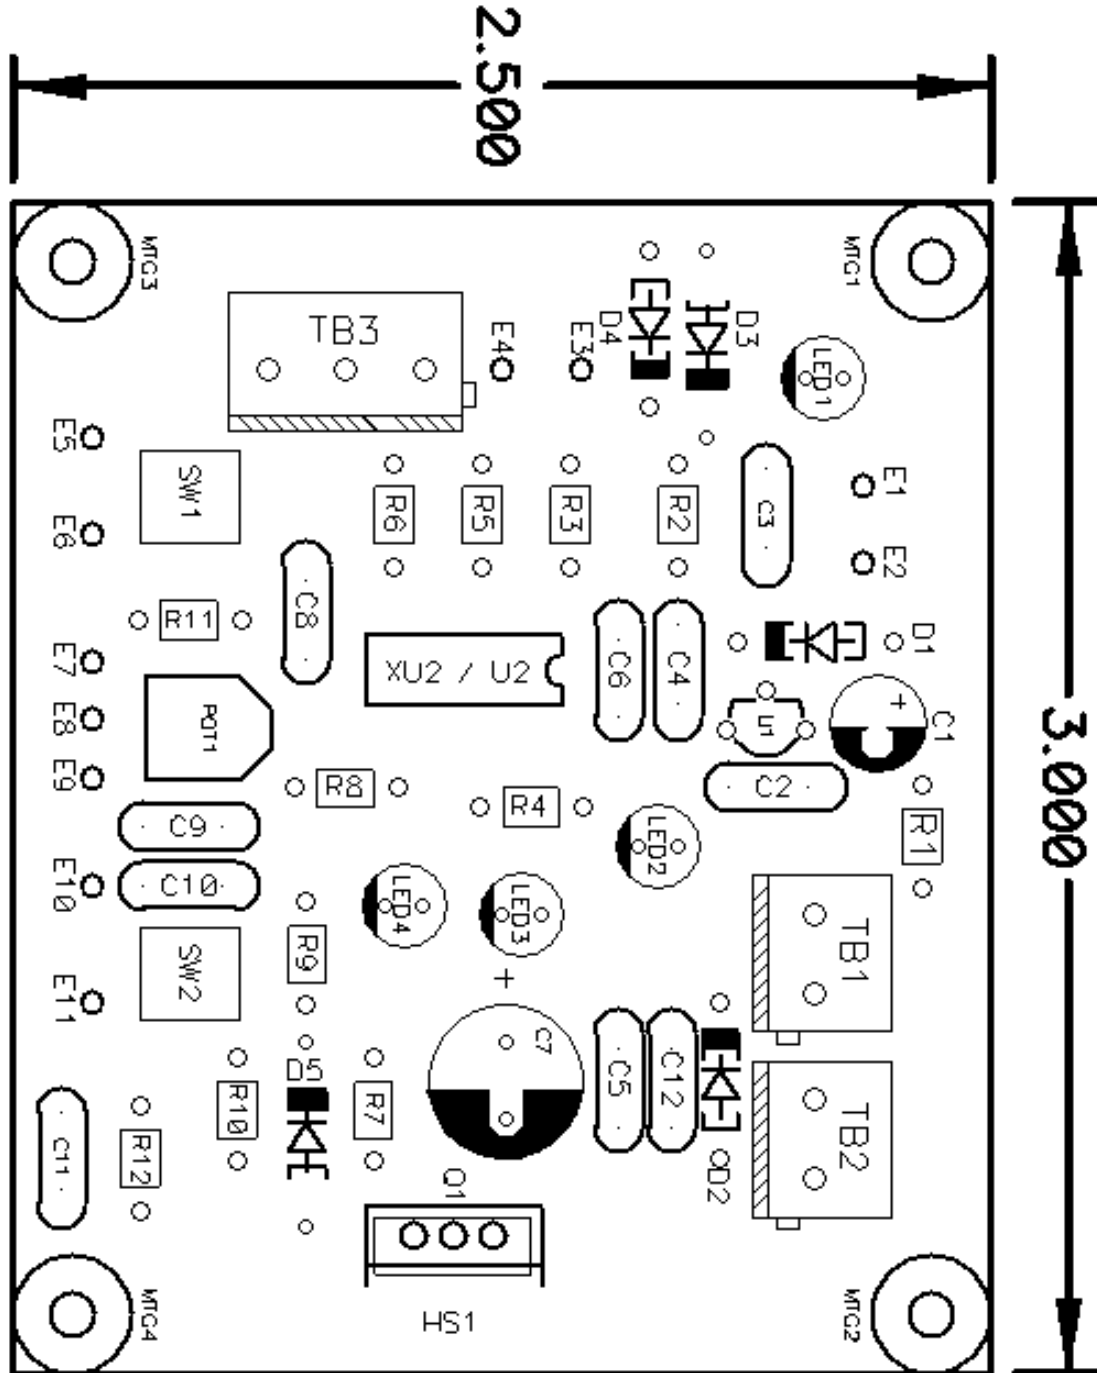 2.500
3.000
MTG3
MTG1
TB3
E4
E3
D4
D3
LED1
E5
SW1
E6
R6
R5
R3
R2
C3
E1
E2
R11
C8
XU2 / U2
C6
C4
D1
U1
C1
E7
E8
E9
POT1
R8
R4
C2
LED2
R1
C9
C10
E10
LED4
LED3
R9
SW2
E11
TB1
D5
C7
+
+
C5
C12
D2
TB2
R10
R7
C11
R12
Q1
HS1
MTG4
MTG2